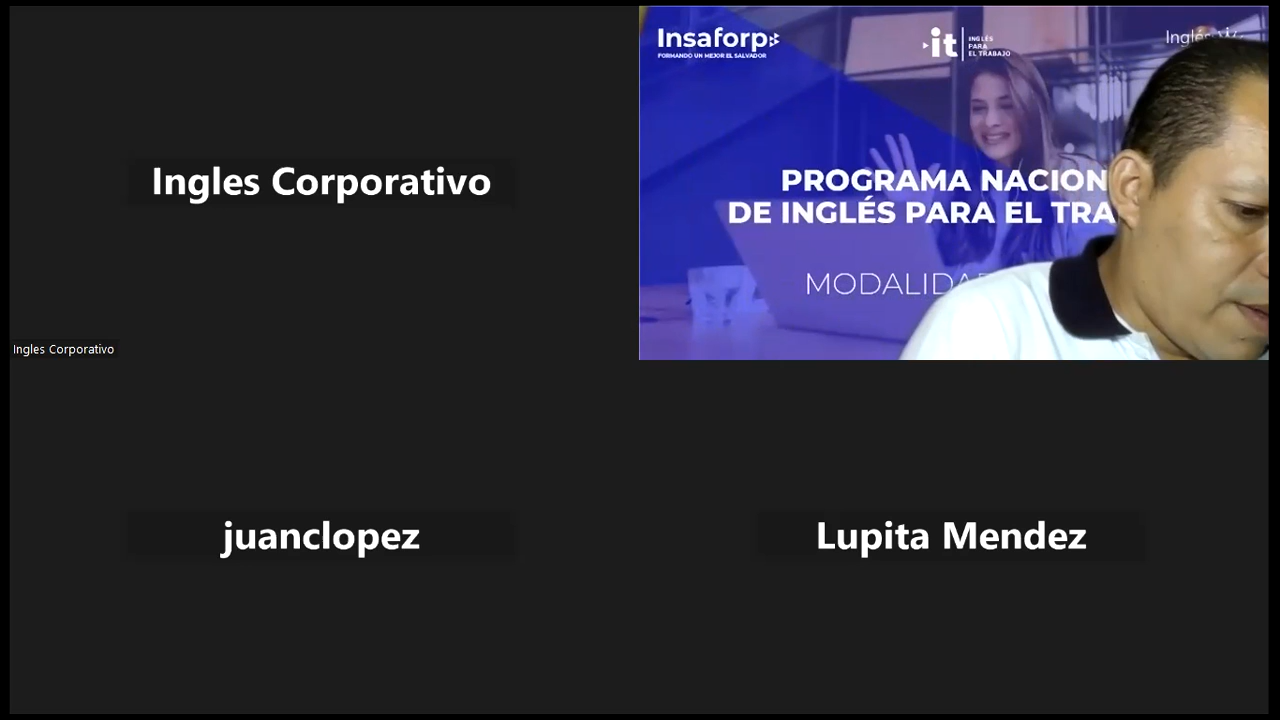 Ingles Corporativo
Ingles Corporativo
Insaforp
FORMANDO UN MEJOR EL SALVADOR
it
INGLÉS
PARA
EL TRABAJO
Inglés
PROGRAMA NACION
DE INGLÉS PARA EL TRA
MODALIDA
juanclopez
Lupita Mendez